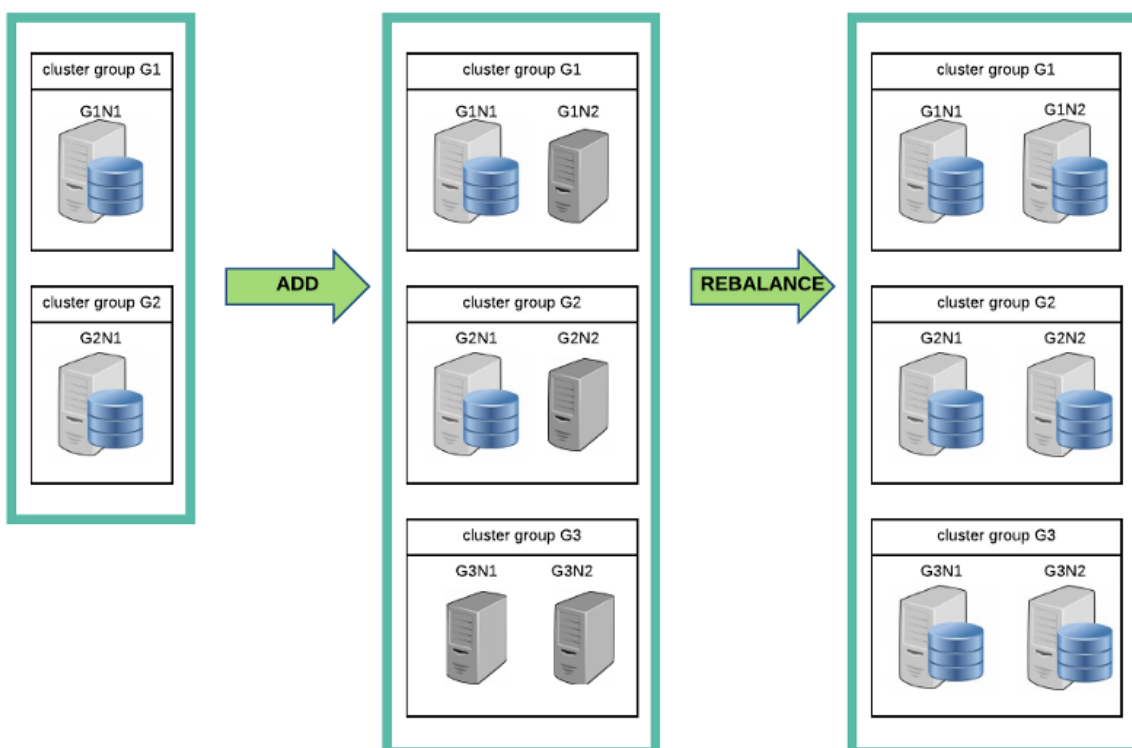 cluster group G1
G1N1
cluster group G2
G2N1
ADD
cluster group G1
G1N1 G1N2
cluster group G2
G2N1 G2N2
cluster group G3
G3N1 G3N2
REBALANCE
cluster group G1
G1N1 G1N2
cluster group G2
G2N1 G2N2
cluster group G3
G3N1 G3N2